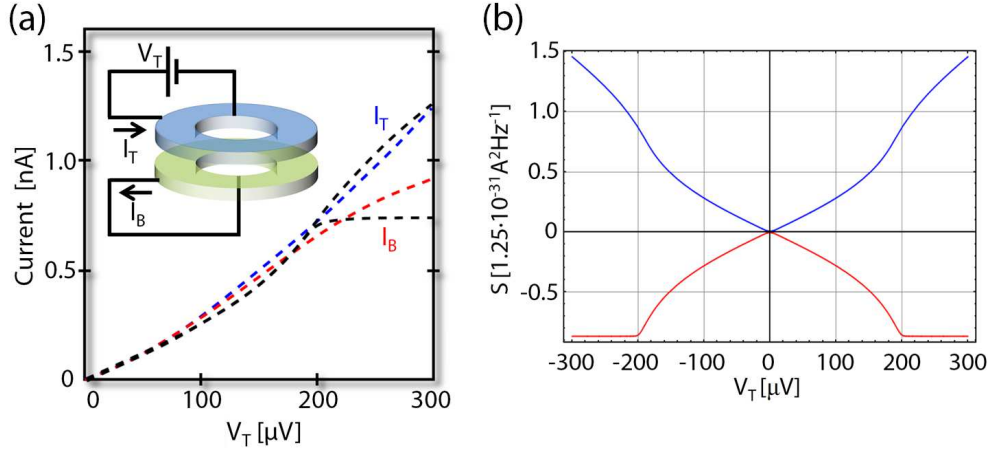 (a)
Current [nA]
1.5
1.0
0.5
0
0
100
200
300
V_T [μV]
V_T
I_T
I_B
I_T
I_B
(b)
S [1.25·10⁻³¹A²Hz⁻¹]
1.5
1.0
0.5
0
-0.5
-300
-200
-100
0
100
200
300
V_T [μV]